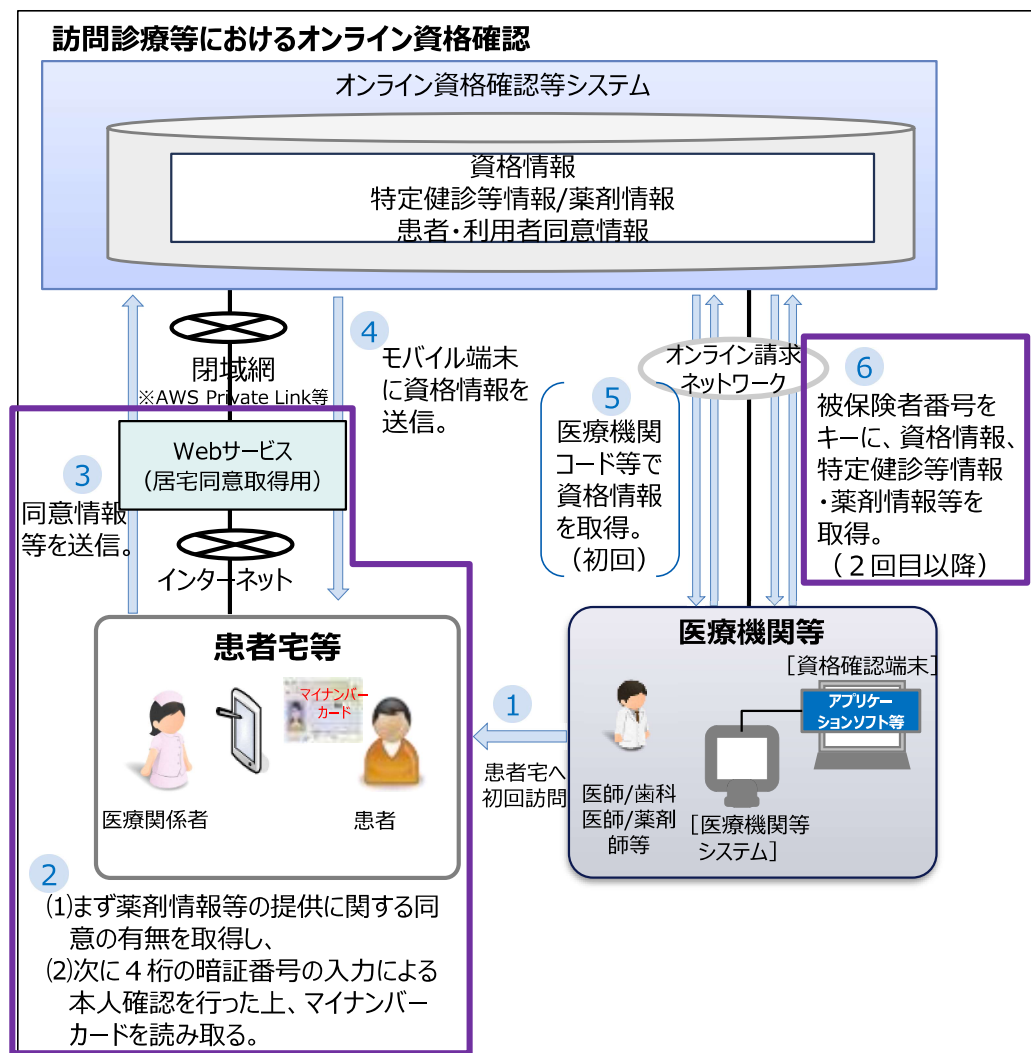 訪問診療等におけるオンライン資格確認
オンライン資格確認等システム
資格情報
特定健診等情報/薬剤情報
患者・利用者同意情報
閉域網
※AWS Private Link等
4
モバイル端末
に資格情報を
送信。
オンライン請求
ネットワーク
5
医療機関
コード等で
資格情報
を取得。
（初回）
6
被保険者番号を
キーに、資格情報、
特定健診等情報
・薬剤情報等を
取得。
（２回目以降）
Webサービス
（居宅同意取得用）
3
同意情報
等を送信。
インターネット
患者宅等
マイナンバー
カード
医療関係者
患者
1
患者宅へ
初回訪問
医療機関等
［資格確認端末］
アプリケー
ションソフト等
医師/歯科
医師/薬剤
師等
［医療機関等
システム］
2
⑴まず薬剤情報等の提供に関する同
意の有無を取得し、
⑵次に４桁の暗証番号の入力による
本人確認を行った上、マイナンバー
カードを読み取る。